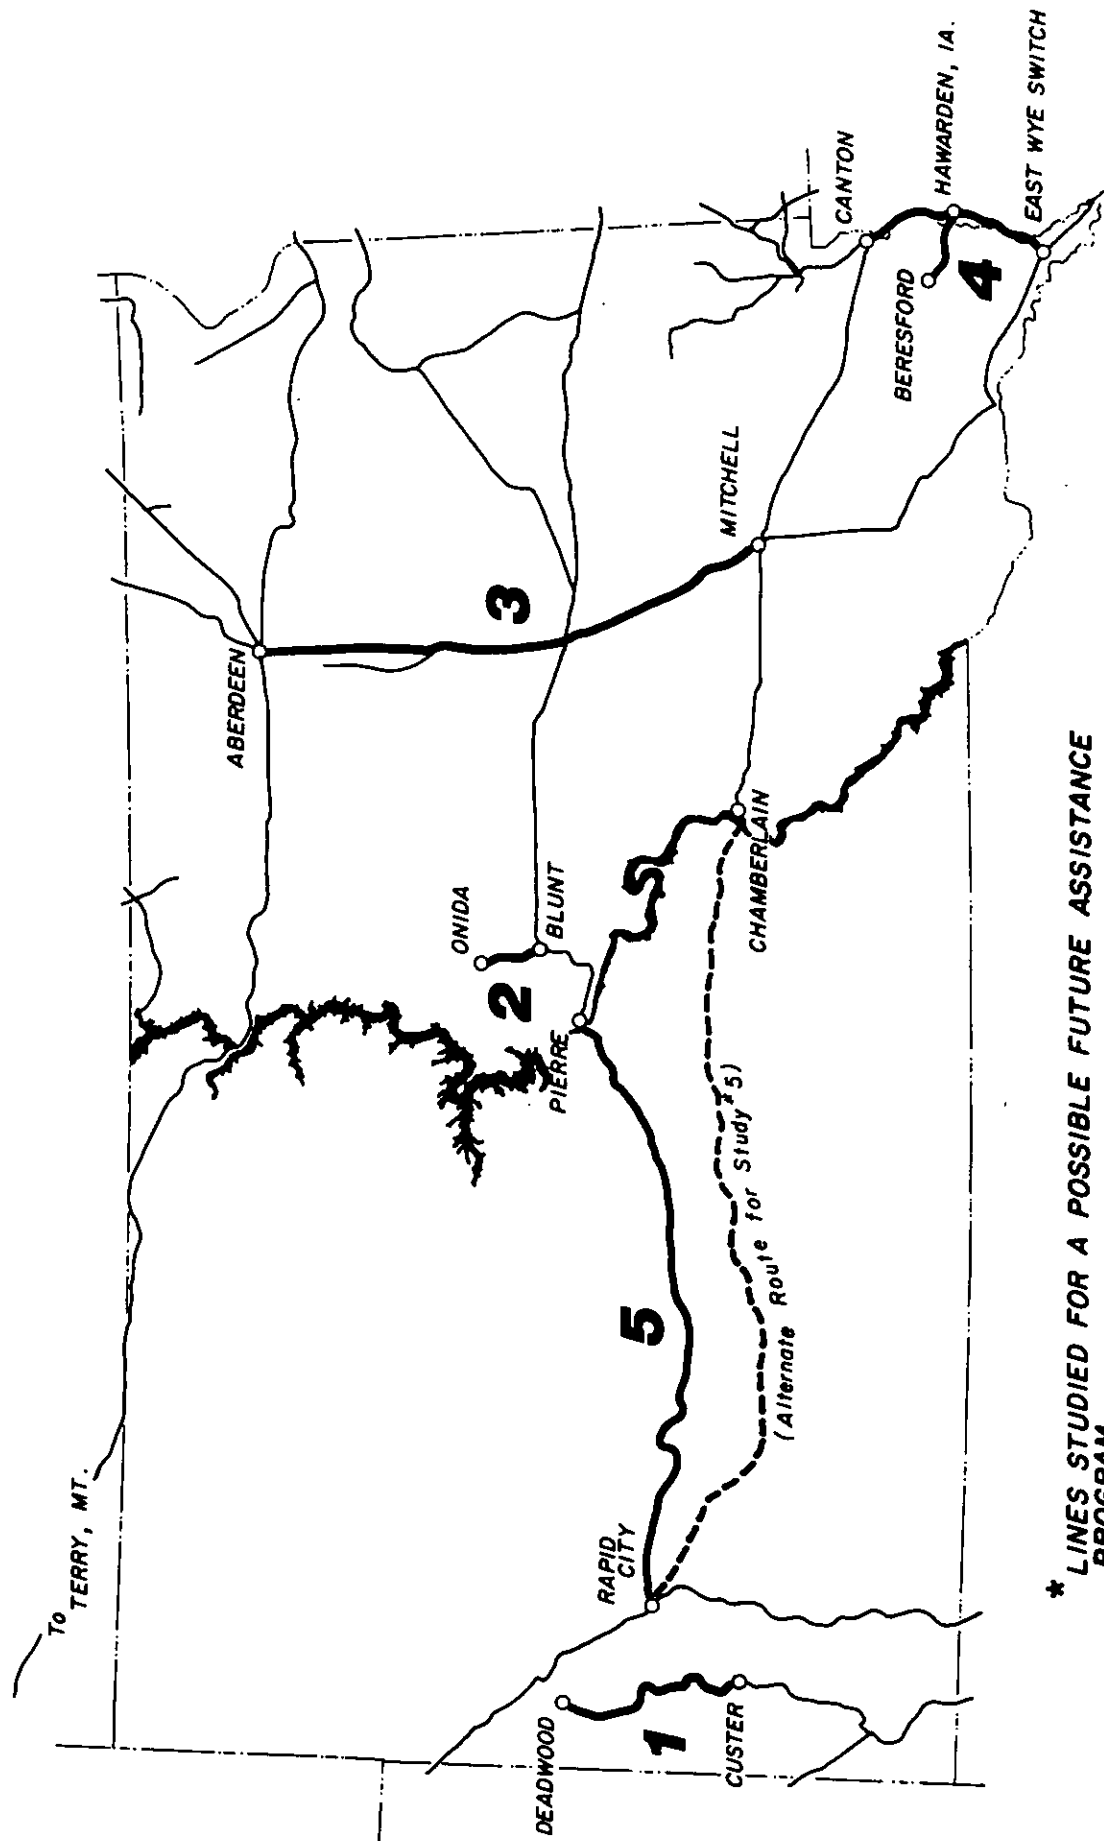 To
TERRY, MT.
ABERDEEN
3
ONIDA
2
BLUNT
PIERRE
MITCHELL
CANTON
HAWARDEN, IA.
BERESFORD
4
EAST WYE SWITCH
CHAMBERLAIN
5
(Alternate Route for Study #5)
RAPID
CITY
DEADWOOD
1
CUSTER
* LINES STUDIED FOR A POSSIBLE FUTURE ASSISTANCE
PROGRAM